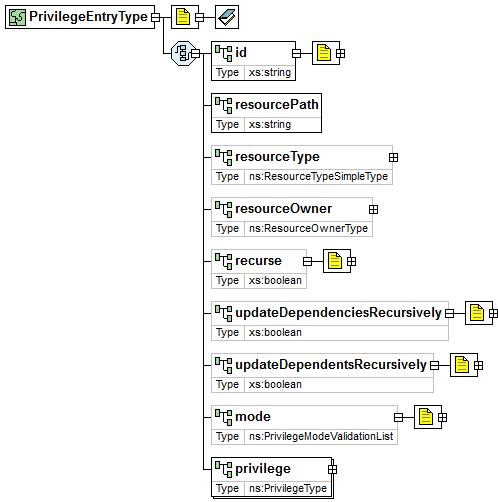 PrivilegeEntryType
id
Type xs:string
resourcePath
Type xs:string
resourceType
Type ns:ResourceTypeSimpleType
resourceOwner
Type ns:ResourceOwnerType
recurse
Type xs:boolean
updateDependenciesRecursively
Type xs:boolean
updateDependentsRecursively
Type xs:boolean
mode
Type ns:PrivilegeModeValidationList
privilege
Type ns:PrivilegeType